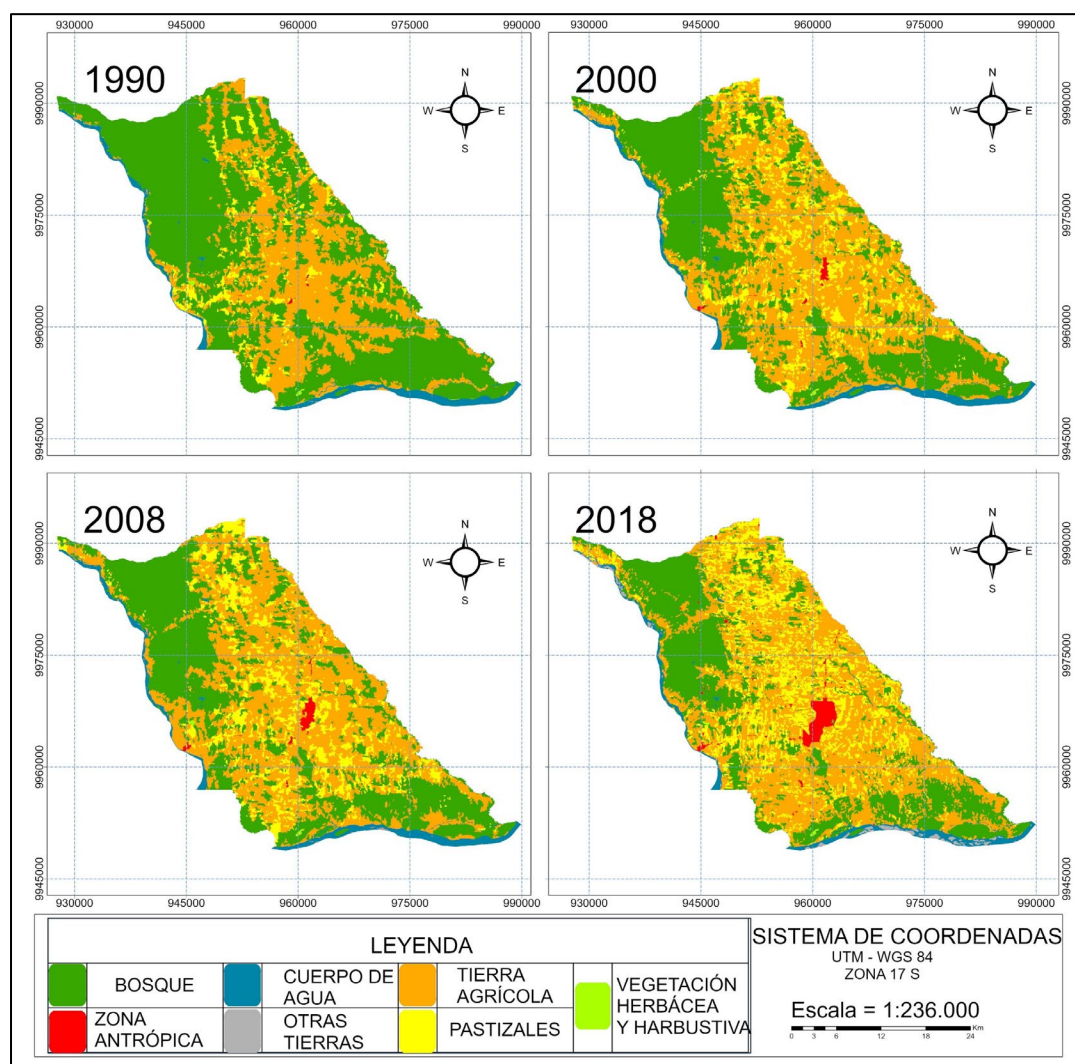 930000 945000 960000 975000 990000 930000 945000 960000 975000 990000
1990
N
W E
S
9990000
9975000
9960000
9945000
2000
N
W E
S
9990000
9975000
9960000
9945000
2008
N
W E
S
9990000
9975000
9960000
9945000
2018
N
W E
S
9990000
9975000
9960000
9945000
930000 945000 960000 975000 990000 930000 945000 960000 975000 990000
LEYENDA
BOSQUE
CUERPO DE
AGUA
TIERRA
AGRÍCOLA
VEGETACIÓN
HERBÁCEA
Y HARBUSTIVA
ZONA
ANTRÓPICA
OTRAS
TIERRAS
PASTIZALES
SISTEMA DE COORDENADAS
UTM - WGS 84
ZONA 17 S
Escala = 1:236.000
0 3 6 12 18 24 Km